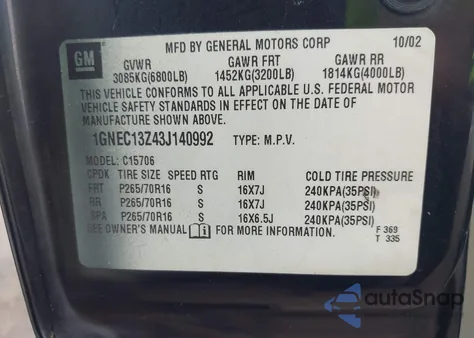 GM
MFD BY GENERAL MOTORS CORP 10/02
GVWR GAWR FRT GAWR RR
3085KG(6800LB) 1452KG(3200LB) 1814KG(4000LB)
THIS VEHICLE CONFORMS TO ALL APPLICABLE U.S. FEDERAL MOTOR
VEHICLE SAFETY STANDARDS IN EFFECT ON THE DATE OF
MANUFACTURE SHOWN ABOVE.
1GNEC13Z43J140992 TYPE: M.P.V.
MODEL: C15706
CPDK TIRE SIZE SPEED RTG RIM COLD TIRE PRESSURE
FRT P265/70R16 S 16X7J 240KPA(35PSI)
RR P265/70R16 S 16X7J 240KPA(35PSI)
SPA P265/70R16 S 16X6.5J 240KPA(35PSI)
SEE OWNER'S MANUAL FOR MORE INFORMATION.
F 369
T 335
autoSnap